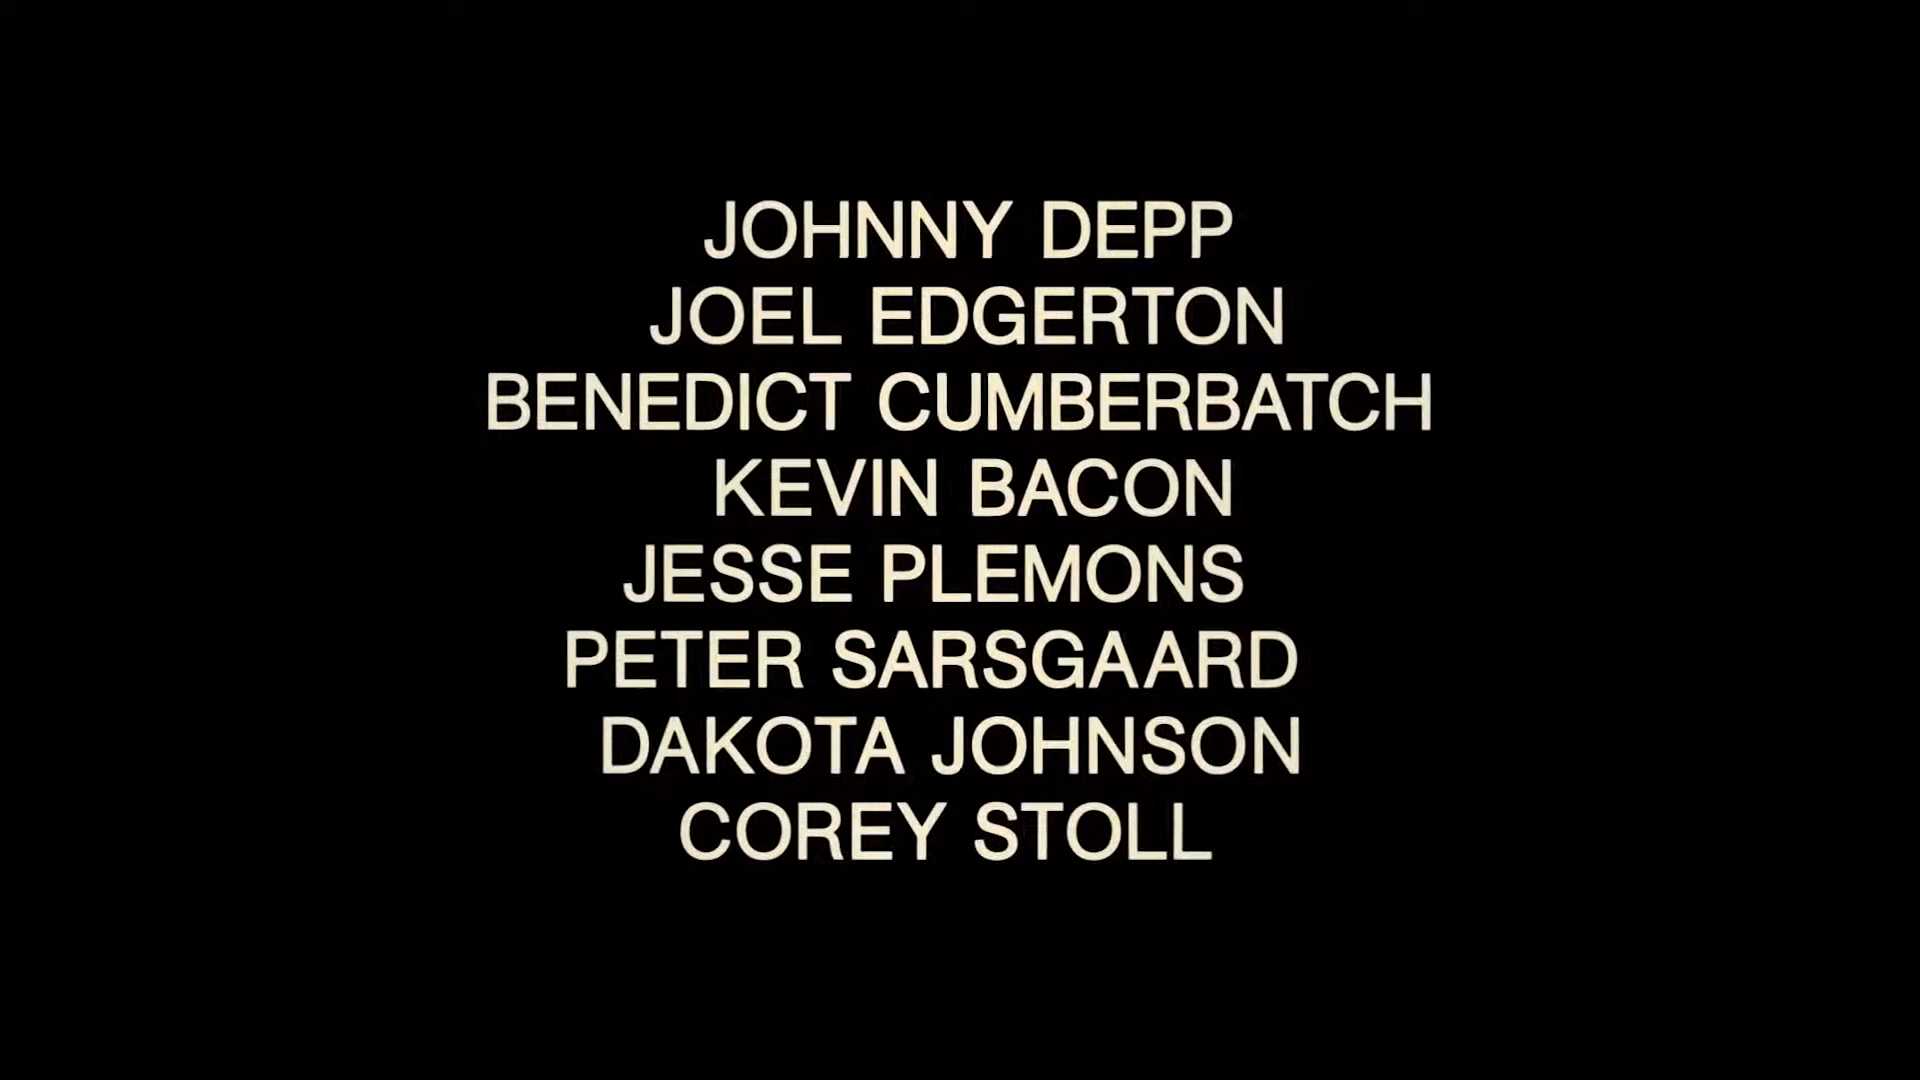 JOHNNY DEPP
JOEL EDGERTON
BENEDICT CUMBERBATCH
KEVIN BACON
JESSE PLEMONS
PETER SARSGAARD
DAKOTA JOHNSON
COREY STOLL